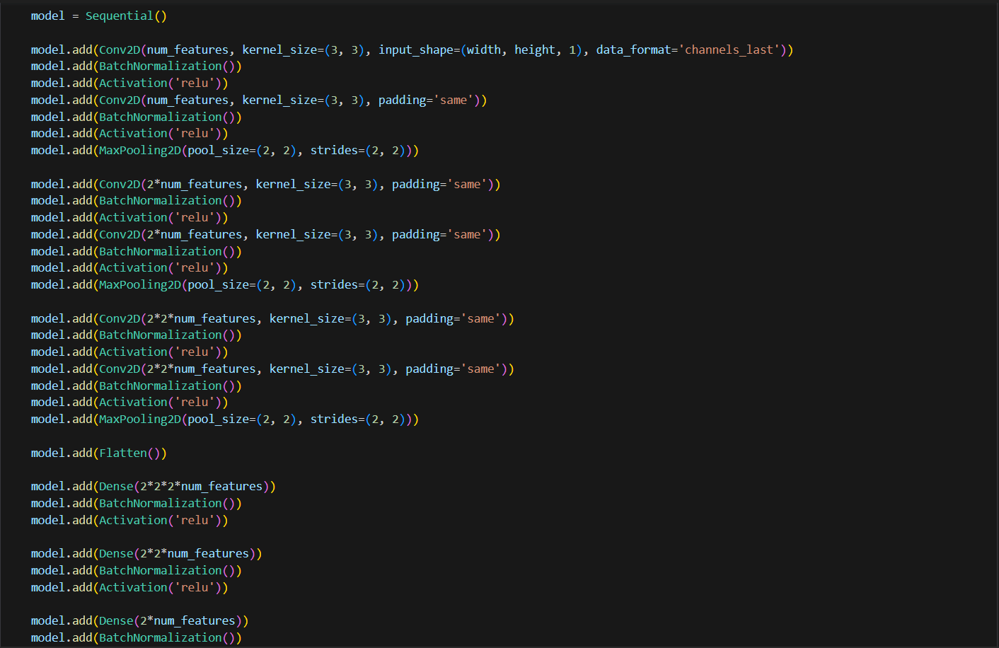 model = Sequential()
model.add(Conv2D(num_features, kernel_size=(3, 3), input_shape=(width, height, 1), data_format='channels_last'))
model.add(BatchNormalization())
model.add(Activation('relu'))
model.add(Conv2D(num_features, kernel_size=(3, 3), padding='same'))
model.add(BatchNormalization())
model.add(Activation('relu'))
model.add(MaxPooling2D(pool_size=(2, 2), strides=(2, 2)))
model.add(Conv2D(2*num_features, kernel_size=(3, 3), padding='same'))
model.add(BatchNormalization())
model.add(Activation('relu'))
model.add(Conv2D(2*num_features, kernel_size=(3, 3), padding='same'))
model.add(BatchNormalization())
model.add(Activation('relu'))
model.add(MaxPooling2D(pool_size=(2, 2), strides=(2, 2)))
model.add(Conv2D(2*2*num_features, kernel_size=(3, 3), padding='same'))
model.add(BatchNormalization())
model.add(Activation('relu'))
model.add(Conv2D(2*2*num_features, kernel_size=(3, 3), padding='same'))
model.add(BatchNormalization())
model.add(Activation('relu'))
model.add(MaxPooling2D(pool_size=(2, 2), strides=(2, 2)))
model.add(Flatten())
model.add(Dense(2*2*2*num_features))
model.add(BatchNormalization())
model.add(Activation('relu'))
model.add(Dense(2*2*num_features))
model.add(BatchNormalization())
model.add(Activation('relu'))
model.add(Dense(2*num_features))
model.add(BatchNormalization())